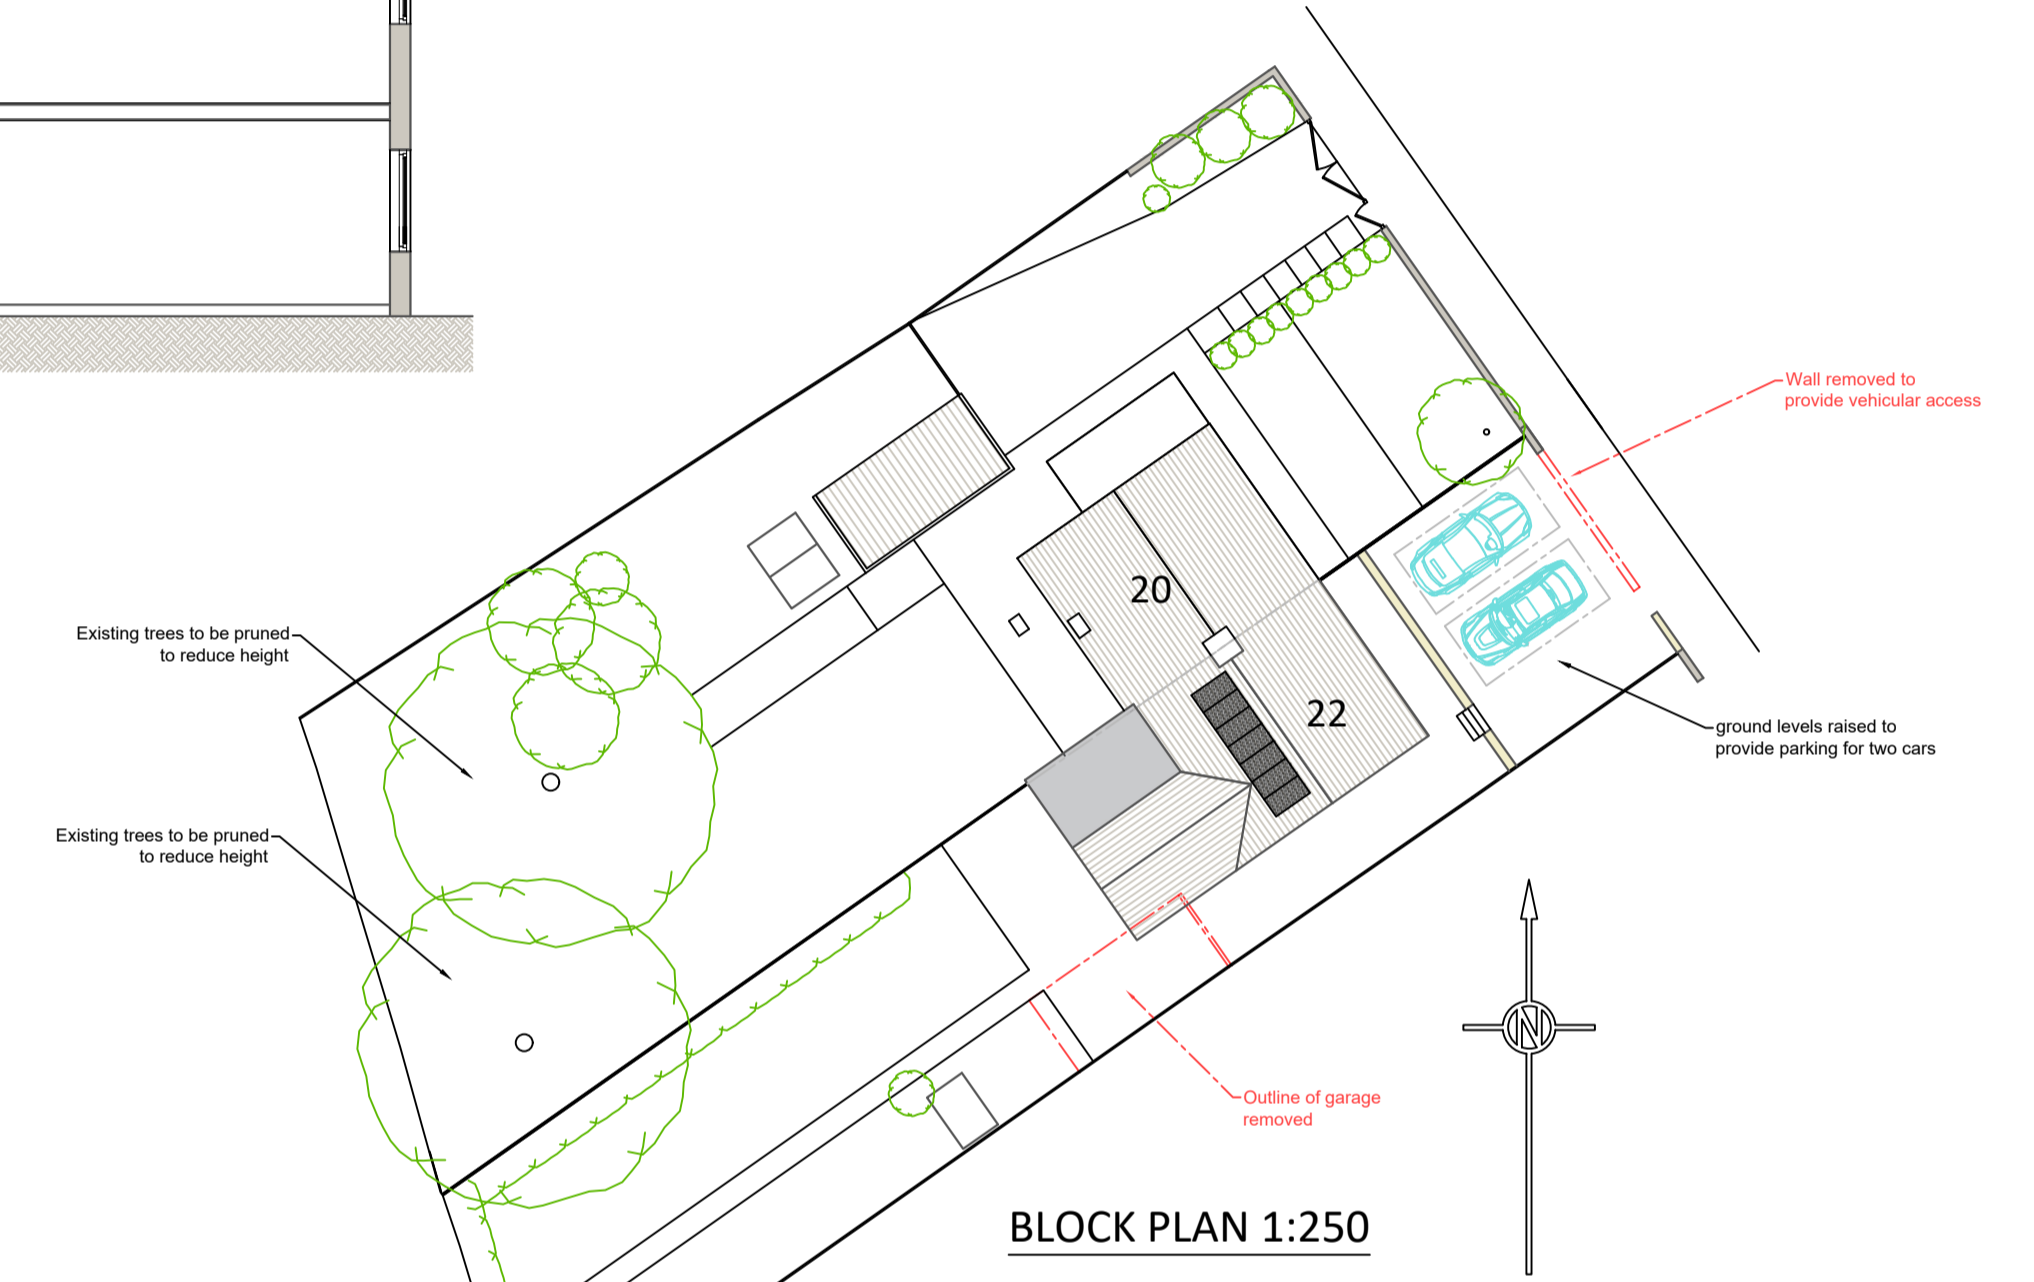 Wall removed to
provide vehicular access
20
Existing trees to be pruned
to reduce height
22
ground levels raised to
provide parking for two cars
Existing trees to be pruned
to reduce height
N
Outline of garage
removed
BLOCK PLAN 1:250